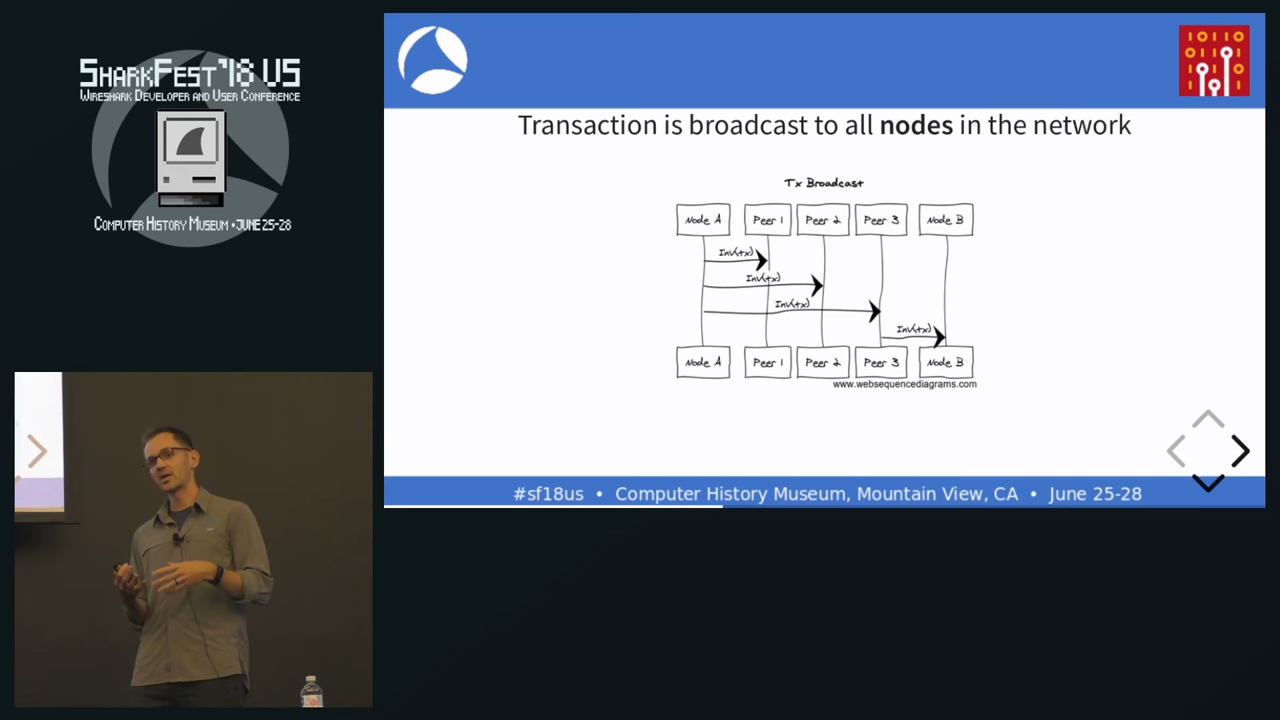 SharkFest'18 US
Wireshark Developer and User Conference
Computer History Museum • June 25-28
10110
Transaction is broadcast to all nodes in the network
Tx Broadcast
Node A
Peer 1
Peer 2
Peer 3
Node B
Inv(tx)
Inv(tx)
Inv(tx)
Inv(tx)
Node A
Peer 1
Peer 2
Peer 3
Node B
www.websequencediagrams.com
#sf18us • Computer History Museum, Mountain View, CA • June 25-28